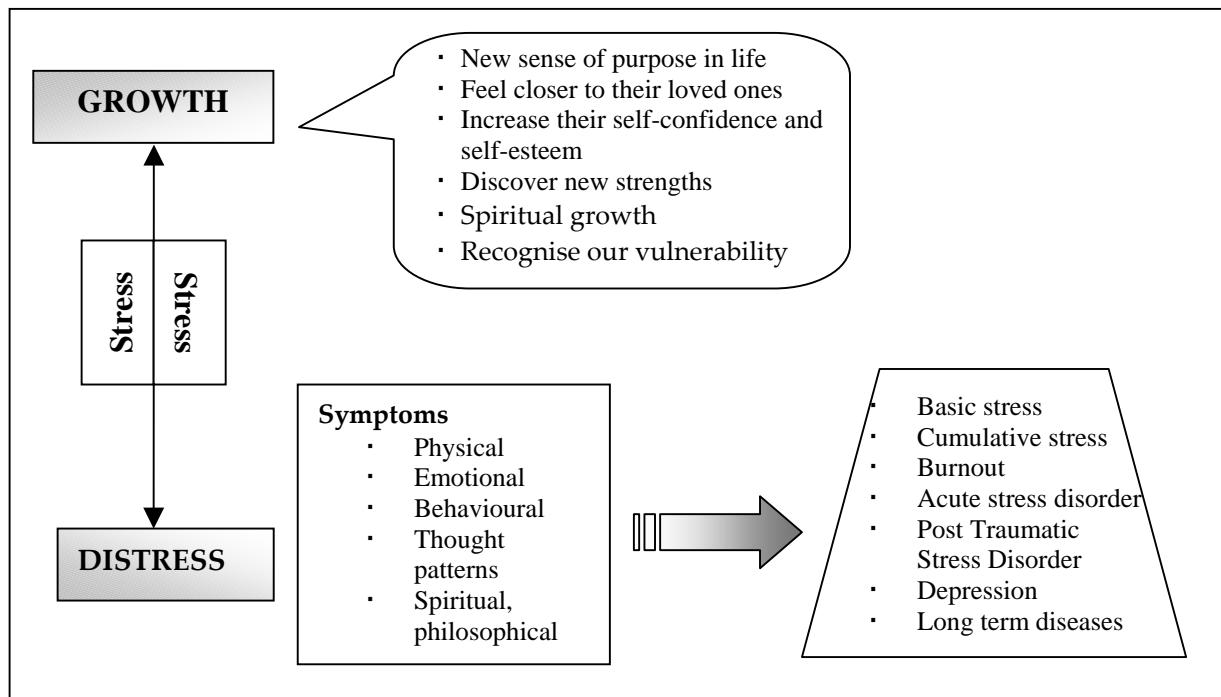 GROWTH
· New sense of purpose in life
· Feel closer to their loved ones
· Increase their self-confidence and
self-esteem
· Discover new strengths
· Spiritual growth
· Recognise our vulnerability
Stress
Stress
DISTRESS
Symptoms
· Physical
· Emotional
· Behavioural
· Thought
patterns
· Spiritual,
philosophical
· Basic stress
· Cumulative stress
· Burnout
· Acute stress disorder
· Post Traumatic
Stress Disorder
· Depression
· Long term diseases